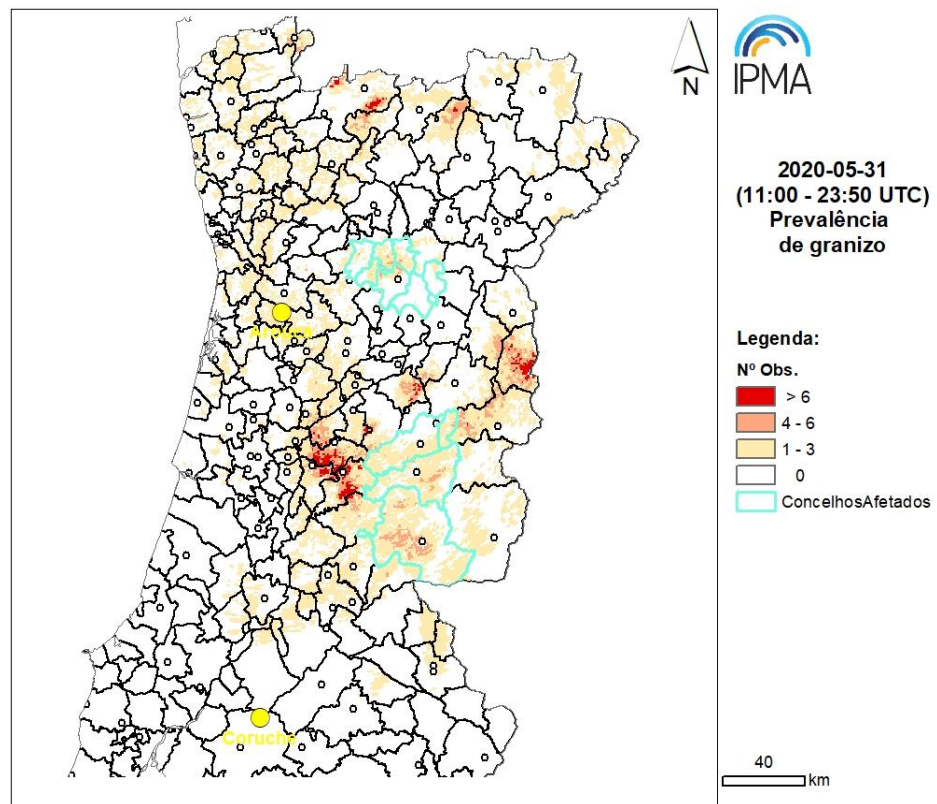 N
IPMA
2020-05-31
(11:00 - 23:50 UTC)
Prevalência
de granizo
Legenda:
Nº Obs.
> 6
4 - 6
1 - 3
0
ConcelhosAfetados
Arouca
Coruche
40
km